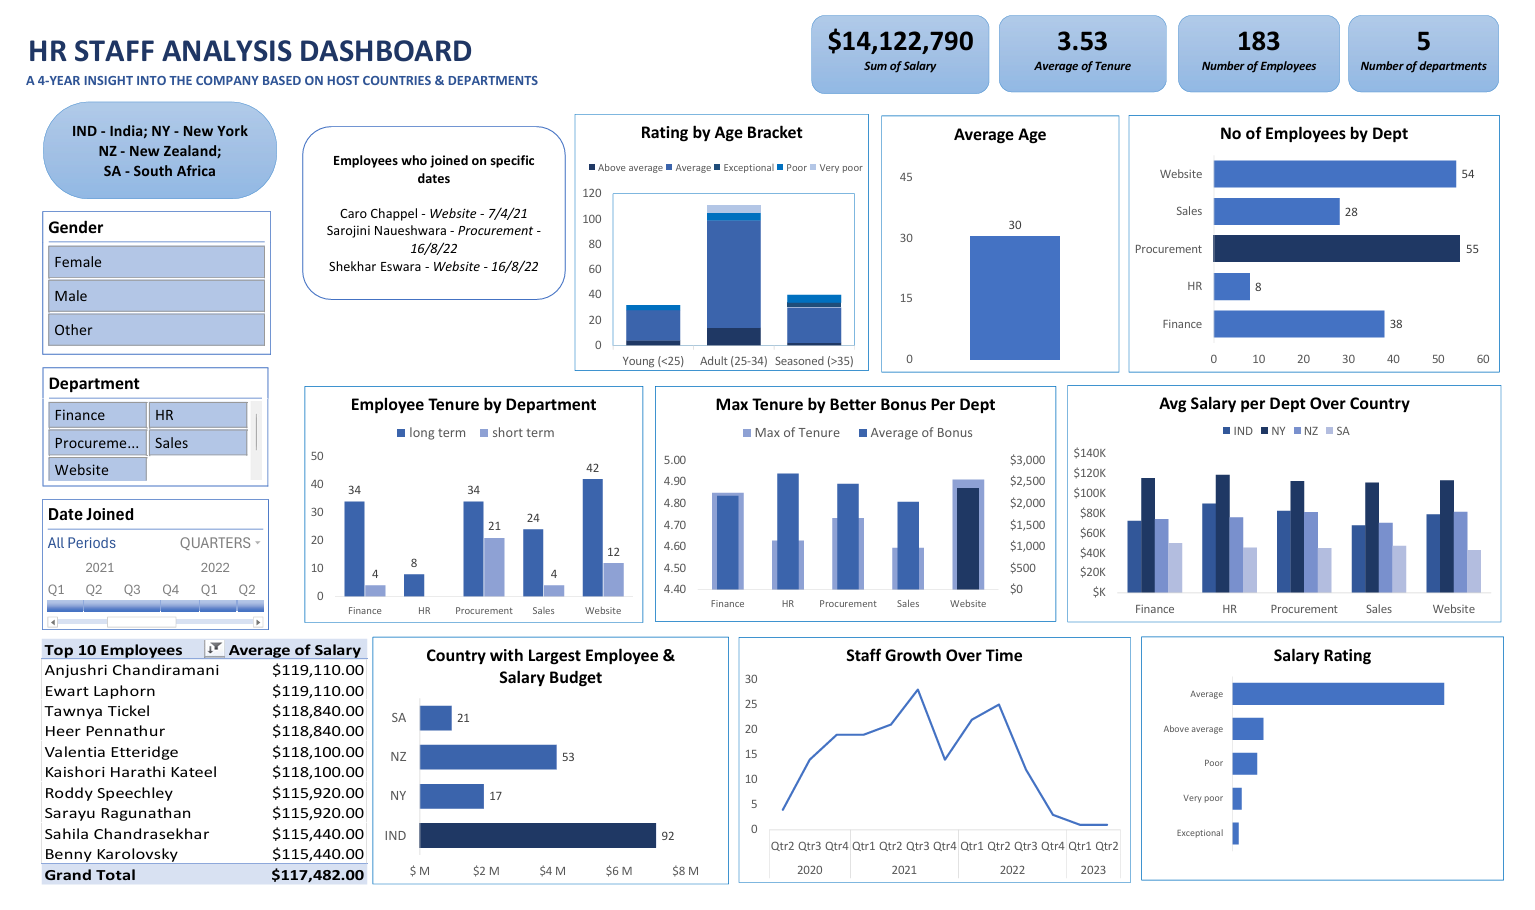 HR STAFF ANALYSIS DASHBOARD
A 4-YEAR INSIGHT INTO THE COMPANY BASED ON HOST COUNTRIES & DEPARTMENTS
$14,122,790
Sum of Salary
3.53
Average of Tenure
183
Number of Employees
5
Number of departments
IND - India; NY - New York
NZ - New Zealand;
SA - South Africa
Gender
Female
Male
Other
Department
Finance HR
Procureme... Sales
Website
Date Joined
All Periods QUARTERS
2021 2022
Q1 Q2 Q3 Q4 Q1 Q2
Employees who joined on specific
dates
Caro Chappel - Website - 7/4/21
Sarojini Naueshwara - Procurement -
16/8/22
Shekhar Eswara - Website - 16/8/22
Rating by Age Bracket
Above average Average Exceptional Poor Very poor
120
100
80
60
40
20
0
Young (<25) Adult (25-34) Seasoned (>35)
Average Age
45
30
15
0
30
No of Employees by Dept
Website 54
Sales 28
Procurement 55
HR 8
Finance 38
0 10 20 30 40 50 60
Employee Tenure by Department
long term short term
50
40
30
20
10
0
34 4 8 34 21 24 4 42 12
Finance HR Procurement Sales Website
Max Tenure by Better Bonus Per Dept
Max of Tenure Average of Bonus
5.00 $3,000
4.90 $2,500
4.80 $2,000
4.70 $1,500
4.60 $1,000
4.50 $500
4.40 $0
Finance HR Procurement Sales Website
Avg Salary per Dept Over Country
IND NY NZ SA
$140K
$120K
$100K
$80K
$60K
$40K
$20K
$K
Finance HR Procurement Sales Website
Top 10 Employees Average of Salary
Anjushri Chandiramani $119,110.00
Ewart Laphorn $119,110.00
Tawnya Tickel $118,840.00
Heer Pennathur $118,840.00
Valentia Etteridge $118,100.00
Kaishori Harathi Kateel $118,100.00
Roddy Speechley $115,920.00
Sarayu Ragunathan $115,920.00
Sahila Chandrasekhar $115,440.00
Benny Karolovsky $115,440.00
Grand Total $117,482.00
Country with Largest Employee &
Salary Budget
SA 21
NZ 53
NY 17
IND 92
$ M $2 M $4 M $6 M $8 M
Staff Growth Over Time
30
25
20
15
10
5
0
Qtr2 Qtr3 Qtr4 Qtr1 Qtr2 Qtr3 Qtr4 Qtr1 Qtr2 Qtr3 Qtr4 Qtr1 Qtr2
2020 2021 2022 2023
Salary Rating
Average
Above average
Poor
Very poor
Exceptional